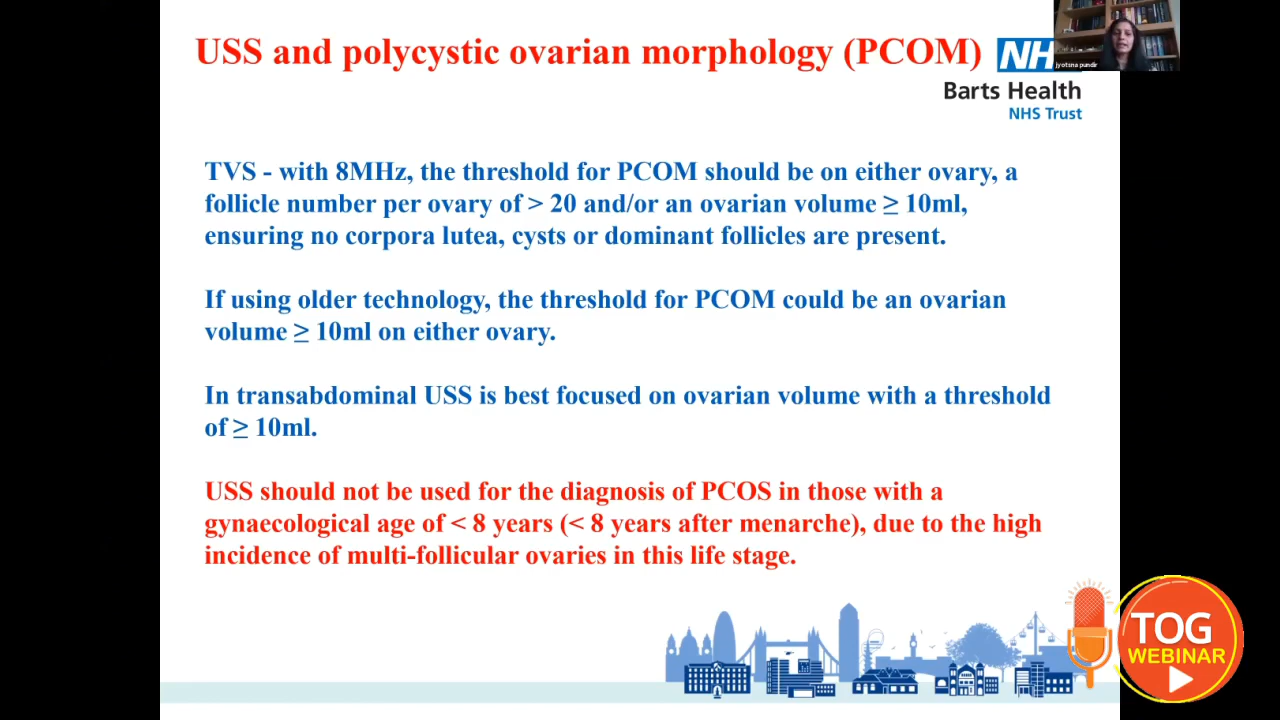 USS and polycystic ovarian morphology (PCOM)
NH
jyotsna pundir
Barts Health
NHS Trust
TVS - with 8MHz, the threshold for PCOM should be on either ovary, a
follicle number per ovary of > 20 and/or an ovarian volume ≥ 10ml,
ensuring no corpora lutea, cysts or dominant follicles are present.
If using older technology, the threshold for PCOM could be an ovarian
volume ≥ 10ml on either ovary.
In transabdominal USS is best focused on ovarian volume with a threshold
of ≥ 10ml.
USS should not be used for the diagnosis of PCOS in those with a
gynaecological age of < 8 years (< 8 years after menarche), due to the high
incidence of multi-follicular ovaries in this life stage.
TOG
WEBINAR